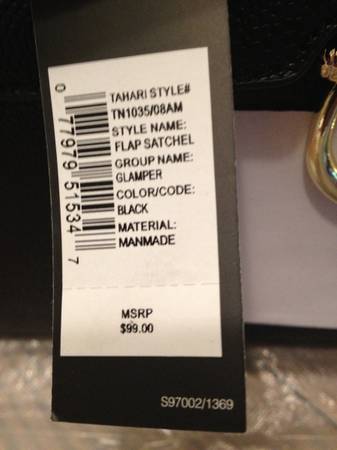 TAHARI STYLE#
TN1035/08AM
STYLE NAME:
FLAP SATCHEL
GROUP NAME:
GLAMPER
COLOR/CODE:
BLACK
MATERIAL:
MANMADE
0 77979 51534 7
MSRP
$99.00
S97002/1369